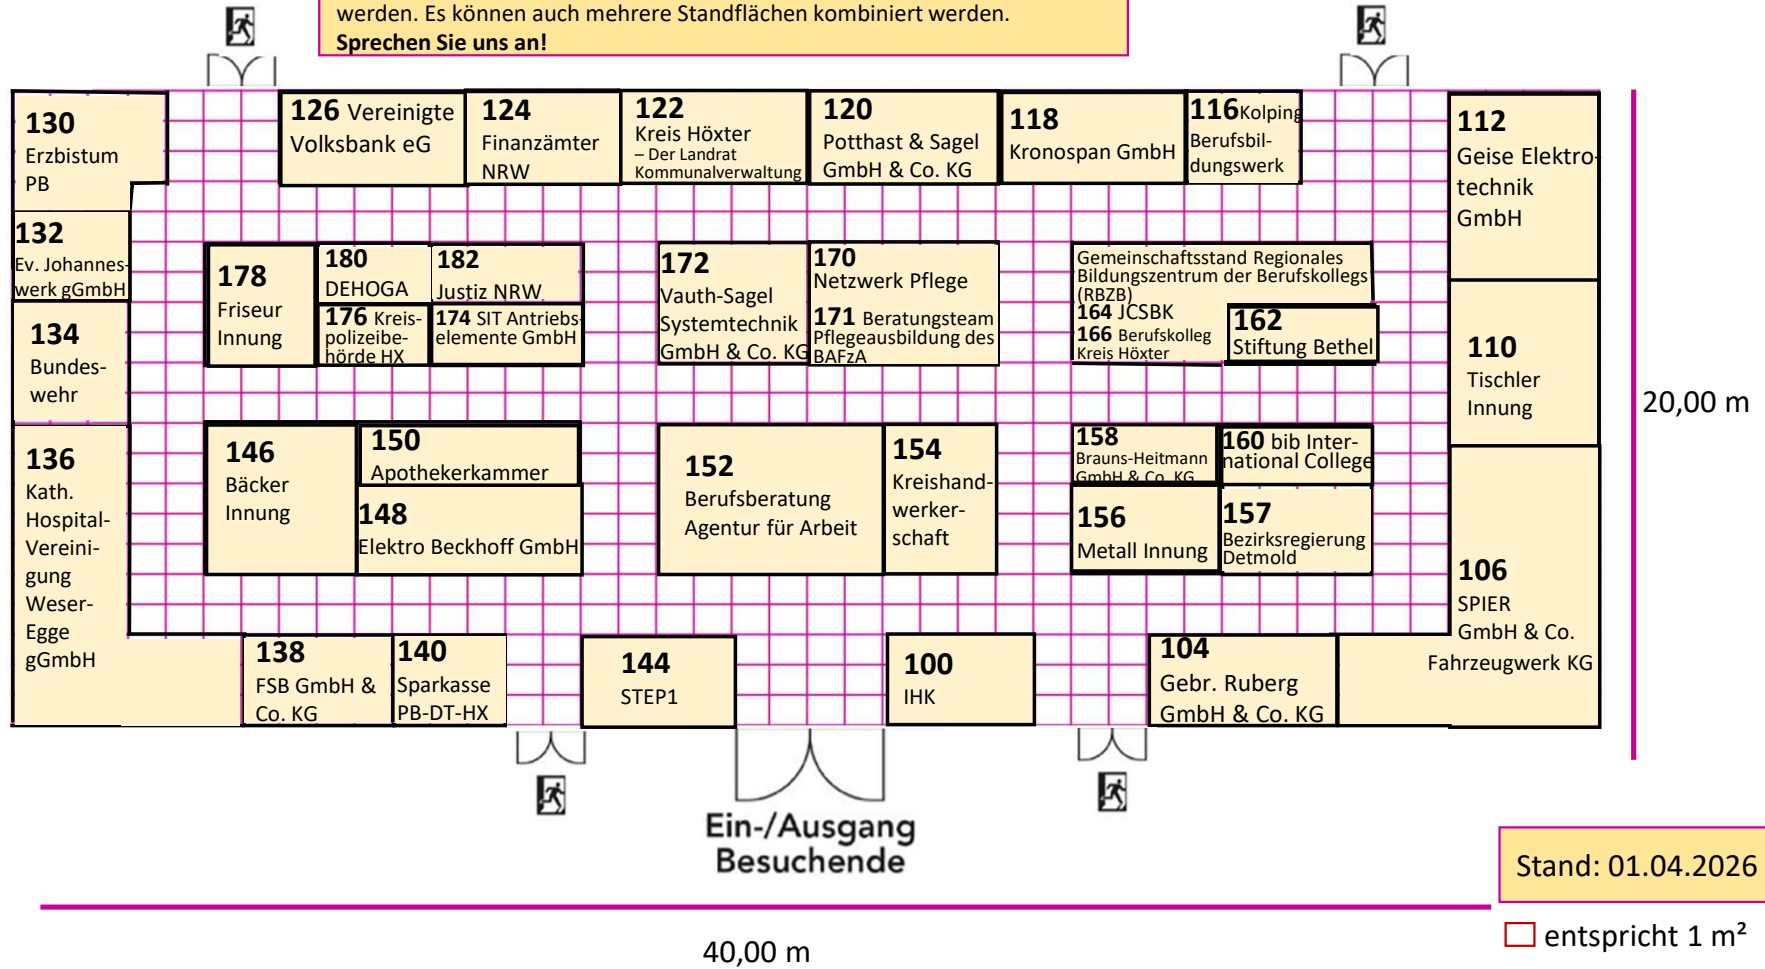 werden. Es können auch mehrere Standflächen kombiniert werden.
Sprechen Sie uns an!
130
Erzbistum
PB
126 Vereinigte
Volksbank eG
124
Finanzämter
NRW
122
Kreis Höxter
– Der Landrat
Kommunalverwaltung
120
Potthast & Sagel
GmbH & Co. KG
118
Kronospan GmbH
116 Kolping
Berufsbil-
dungswerk
112
Geise Elektro-
technik
GmbH
132
Ev. Johannes-
werk gGmbH
178
Friseur
Innung
180
DEHOGA
182
Justiz NRW
176 Kreis-
polizeibe-
hörde HX
174 SIT Antriebs-
elemente GmbH
172
Vauth-Sagel
Systemtechnik
GmbH & Co. KG
170
Netzwerk Pflege
171 Beratungsteam
Pflegeausbildung des
BAFzA
Gemeinschaftsstand Regionales
Bildungszentrum der Berufskollegs
(RBZB)
164 JCSBK
166 Berufskolleg
Kreis Höxter
162
Stiftung Bethel
134
Bundes-
wehr
110
Tischler
Innung
20,00 m
136
Kath.
Hospital-
Vereini-
gung
Weser-
Egge
gGmbH
146
Bäcker
Innung
150
Apothekerkammer
148
Elektro Beckhoff GmbH
152
Berufsberatung
Agentur für Arbeit
154
Kreishand-
werker-
schaft
158
Brauns-Heitmann
GmbH & Co. KG
160 bib Inter-
national College
156
Metall Innung
157
Bezirksregierung
Detmold
106
SPIER
GmbH & Co.
Fahrzeugwerk KG
138
FSB GmbH &
Co. KG
140
Sparkasse
PB-DT-HX
144
STEP1
100
IHK
104
Gebr. Ruberg
GmbH & Co. KG
Ein-/Ausgang
Besuchende
Stand: 01.04.2026
entspricht 1 m²
40,00 m